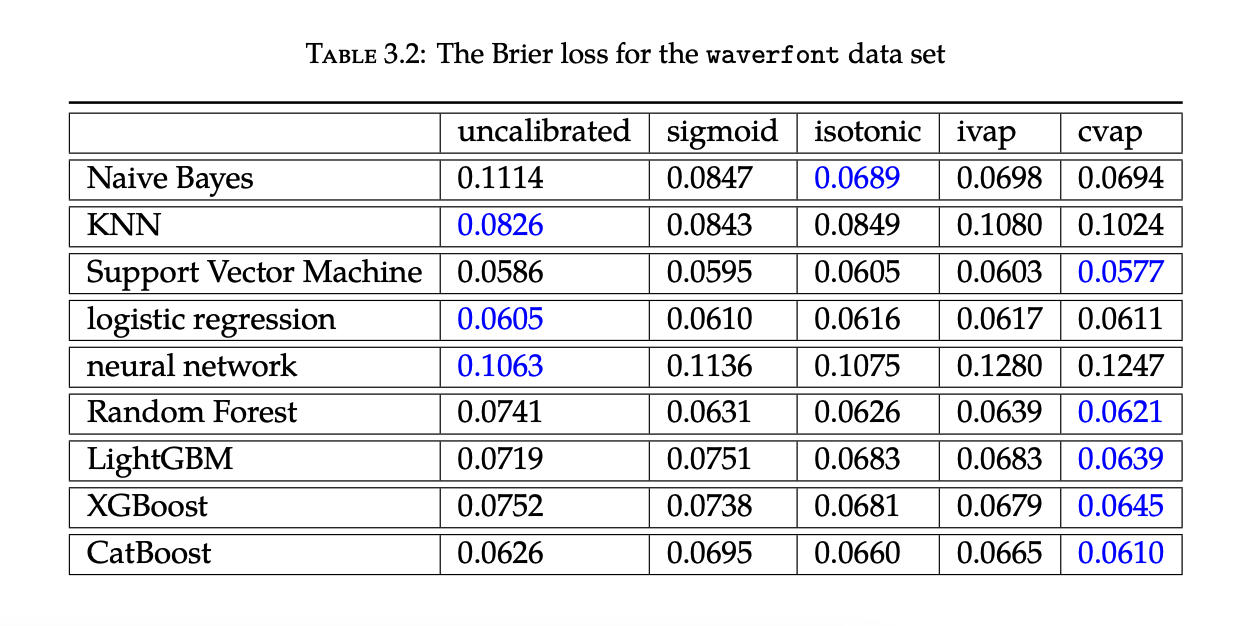 TABLE 3.2: The Brier loss for the waverfont data set
uncalibrated sigmoid isotonic ivap cvap
Naive Bayes 0.1114 0.0847 0.0689 0.0698 0.0694
KNN 0.0826 0.0843 0.0849 0.1080 0.1024
Support Vector Machine 0.0586 0.0595 0.0605 0.0603 0.0577
logistic regression 0.0605 0.0610 0.0616 0.0617 0.0611
neural network 0.1063 0.1136 0.1075 0.1280 0.1247
Random Forest 0.0741 0.0631 0.0626 0.0639 0.0621
LightGBM 0.0719 0.0751 0.0683 0.0683 0.0639
XGBoost 0.0752 0.0738 0.0681 0.0679 0.0645
CatBoost 0.0626 0.0695 0.0660 0.0665 0.0610